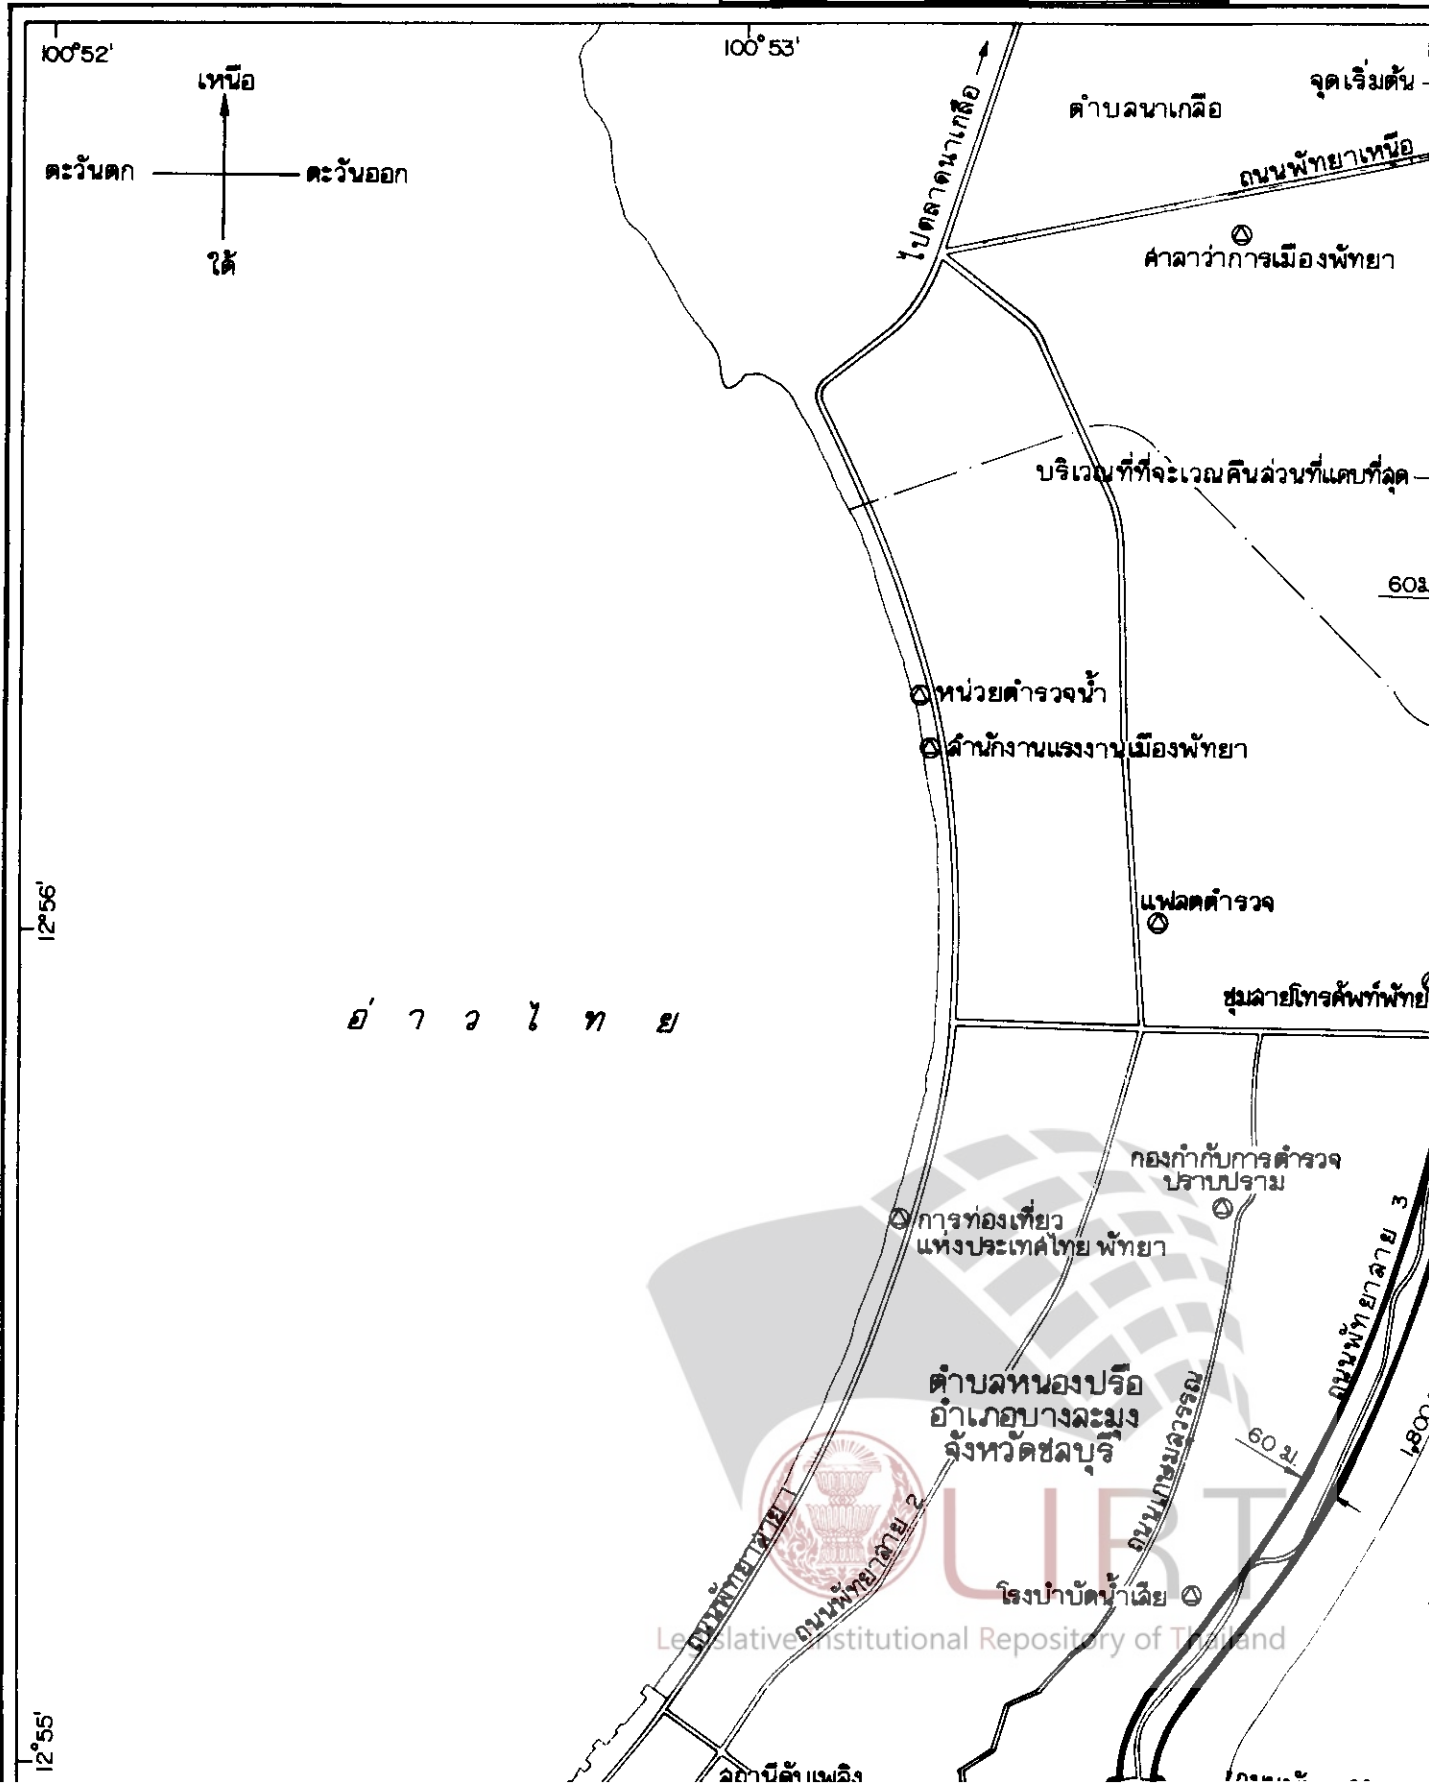 100°52'
100°53'
เหนือ
ตะวันตก
ตะวันออก
ใต้
ไปตลาดนาเกลือ
ตำบลนาเกลือ
จุดเริ่มต้น
ถนนพัทยาเหนือ
ศาลาว่าการเมืองพัทยา
บริเวณที่ที่จะเวณคืนส่วนที่แคบที่สุด
60ม
หน่วยตำรวจน้ำ
สำนักงานแรงงานเมืองพัทยา
12°56'
แฟลตตำรวจ
ชุมสายโทรศัพท์พัทย
อ่าวไทย
กองกำกับการตำรวจ
ปราบปราม
การท่องเที่ยว
แห่งประเทศไทย พัทยา
ถนนพัทยาสาย 3
ตำบลหนองปรือ
อำเภอบางละมุง
จังหวัดชลบุรี
ถนนเกษมสุวรรณ
60 ม.
1,800
ถนนพัทยาสาย 1
ถนนพัทยาสาย 2
LIRT
โรงบำบัดน้ำเสีย
Legislative Institutional Repository of Thailand
12°55'
สถานีดับเพลิง